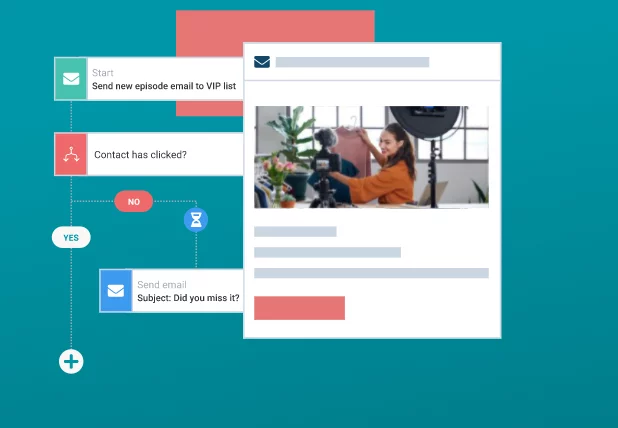 Start
Send new episode email to VIP list
Contact has clicked?
NO
YES
Send email
Subject: Did you miss it?